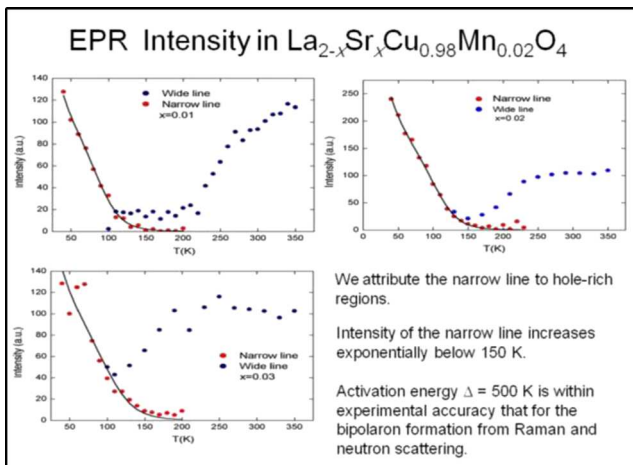 EPR Intensity in La2-xSrxCu0.98Mn0.02O4
140
120
100
80
60
40
20
0
Intensity (a.u.)
Wide line
Narrow line
x=0.01
50 100 150 200 250 300 350
T(K)
250
200
150
100
50
0
Intensity (a.u.)
Narrow line
Wide line
x=0.02
50 100 150 200 250 300 350
T(K)
140
120
100
80
60
40
20
0
Intensity (a.u.)
Narrow line
Wide line
x=0.03
50 100 150 200 250 300 350
T(K)
We attribute the narrow line to hole-rich
regions.
Intensity of the narrow line increases
exponentially below 150 K.
Activation energy Δ = 500 K is within
experimental accuracy that for the
bipolaron formation from Raman and
neutron scattering.